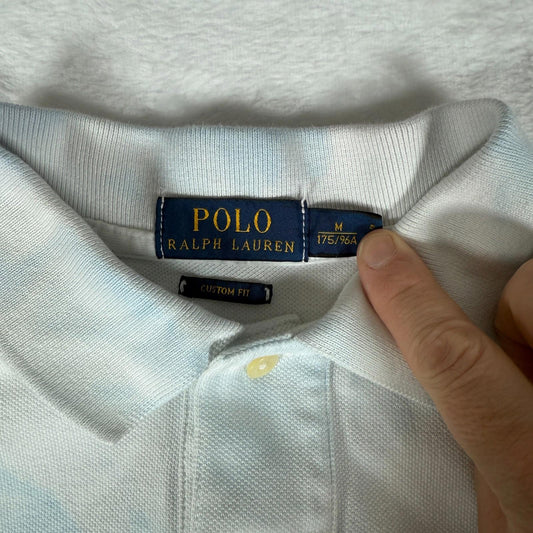 POLO
RALPH LAUREN
M
175/96A
CUSTOM FIT